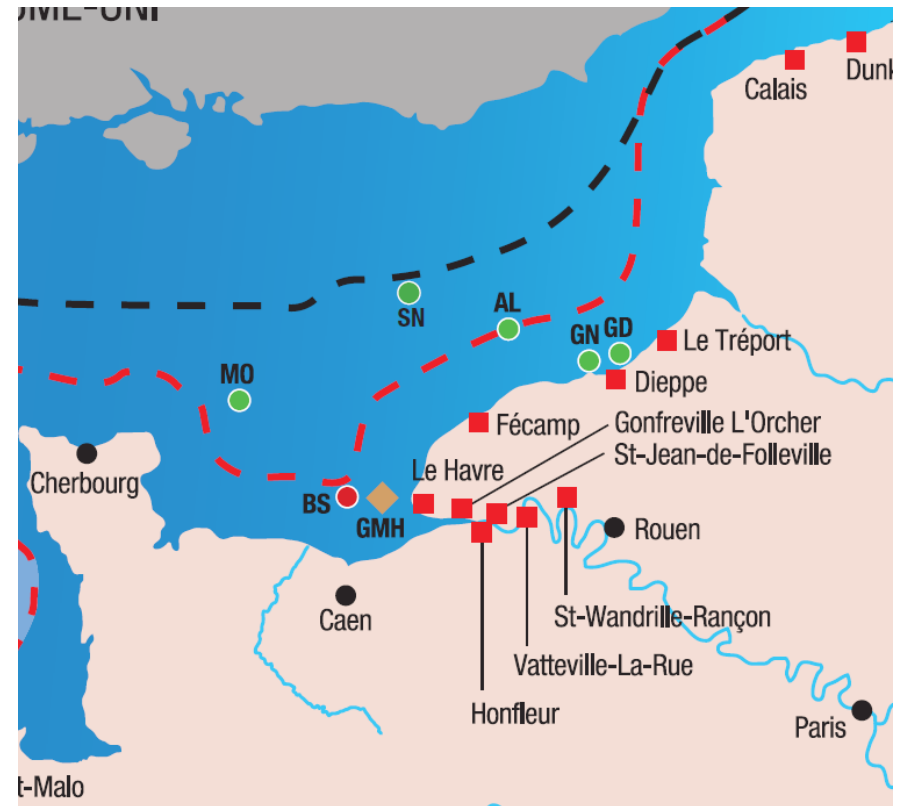 OME-UNI
Calais
Dunk
SN
AL
GN GD
Le Tréport
Dieppe
MO
Fécamp
Gonfreville L'Orcher
St-Jean-de-Folleville
Cherbourg
Le Havre
BS
GMH
Rouen
Caen
St-Wandrille-Rançon
Vatteville-La-Rue
Honfleur
Paris
t-Malo